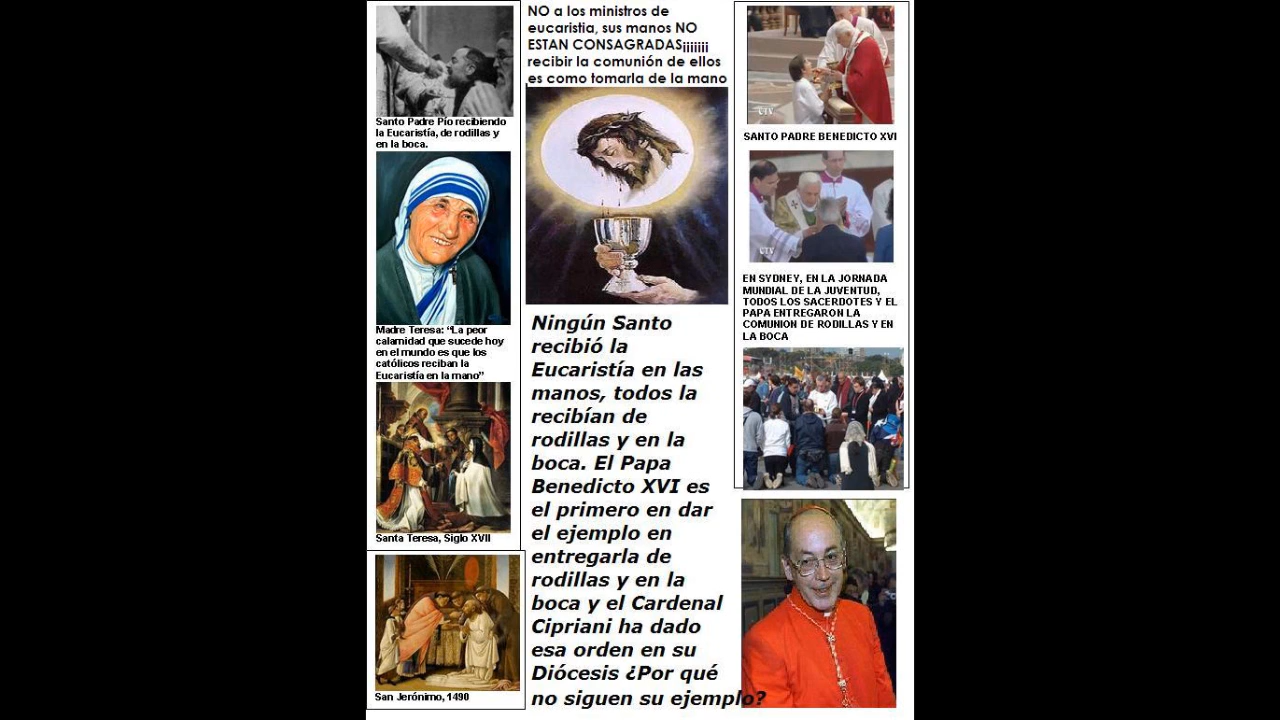 NO a los ministros de
eucaristia, sus manos NO
ESTAN CONSAGRADAS¡¡¡¡¡¡¡
recibir la comunión de ellos
es como tomarla de la mano
Santo Padre Pío recibiendo
la Eucaristía, de rodillas y
en la boca.
Madre Teresa: “La peor
calamidad que sucede hoy
en el mundo es que los
católicos reciban la
Eucaristía en la mano”
Santa Teresa, Siglo XVII
San Jerónimo, 1490
Ningún Santo
recibió la
Eucaristía en las
manos, todos la
recibían de
rodillas y en la
boca. El Papa
Benedicto XVI es
el primero en dar
el ejemplo en
entregarla de
rodillas y en la
boca y el Cardenal
Cipriani ha dado
esa orden en su
Diócesis ¿Por qué
no siguen su ejemplo?
CTV
SANTO PADRE BENEDICTO XVI
CTV
EN SYDNEY, EN LA JORNADA
MUNDIAL DE LA JUVENTUD,
TODOS LOS SACERDOTES Y EL
PAPA ENTREGARON LA
COMUNION DE RODILLAS Y EN
LA BOCA